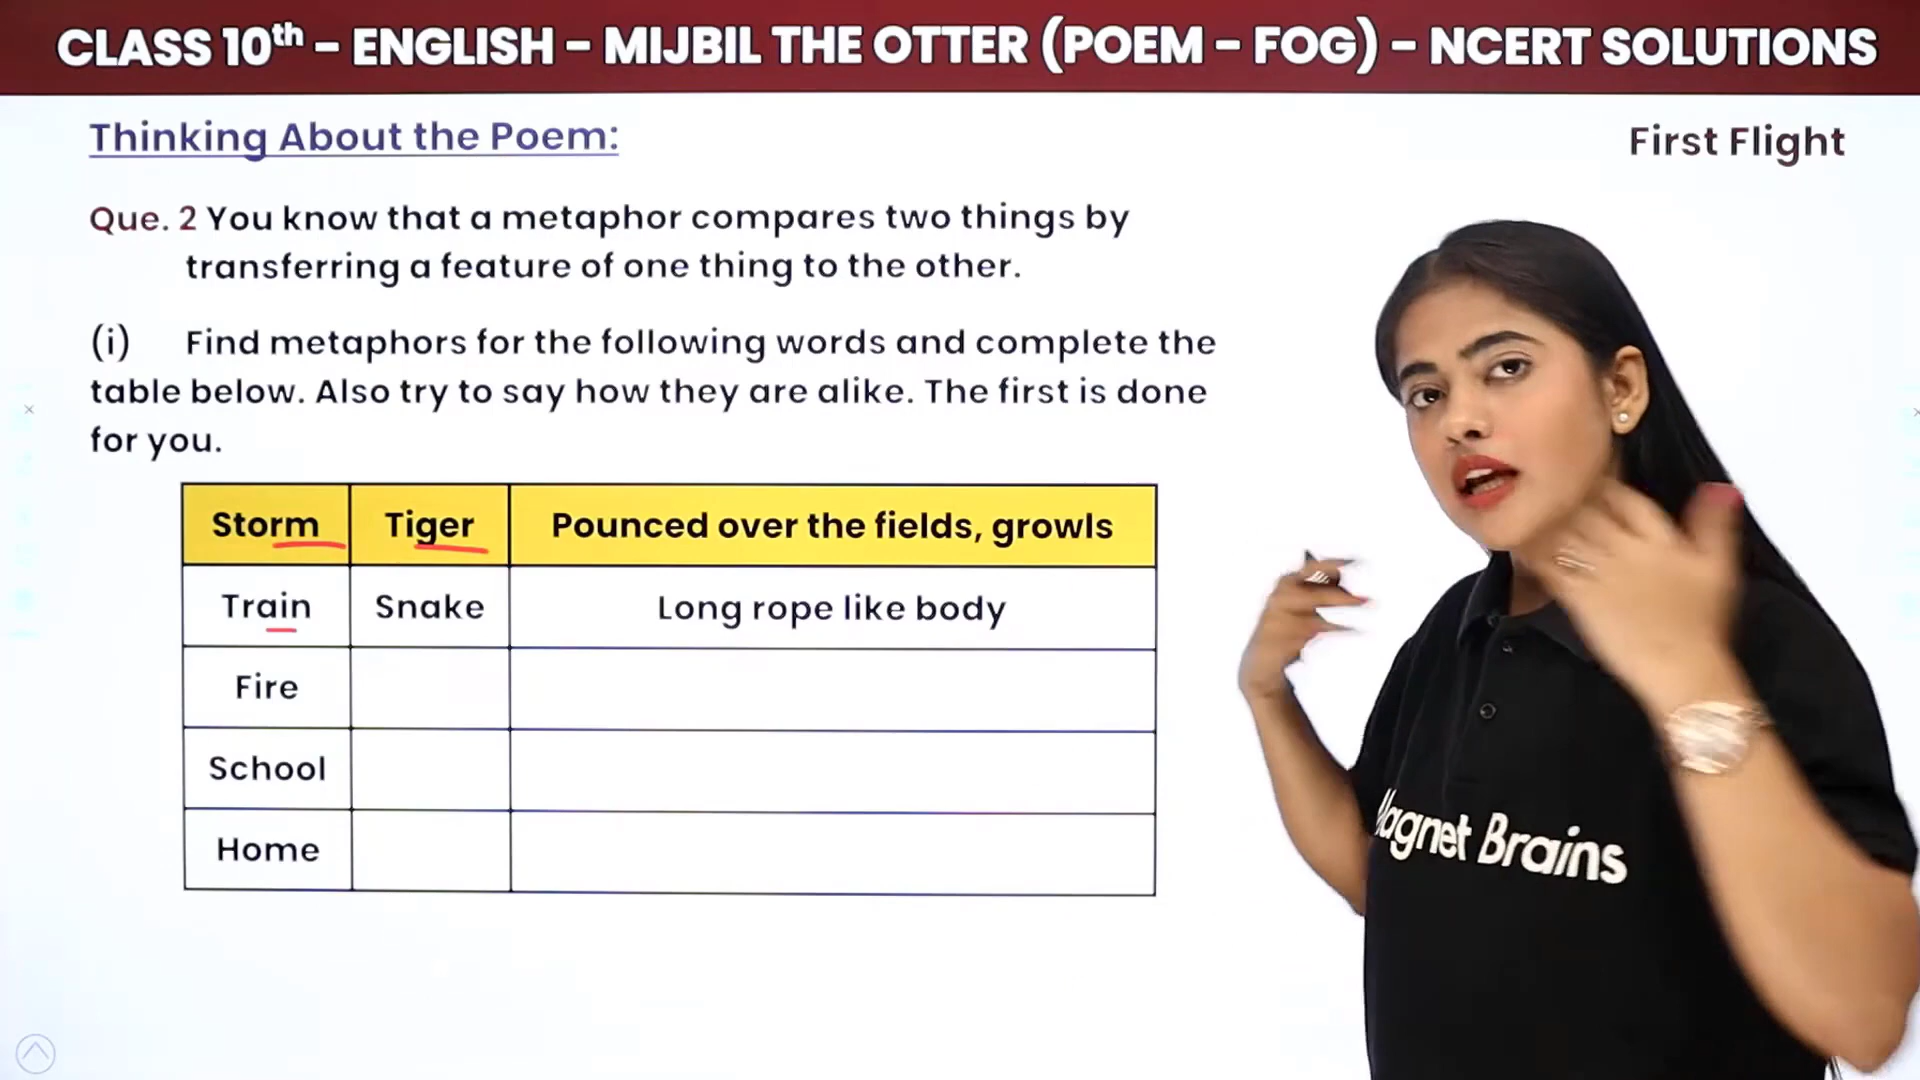 CLASS 10th – ENGLISH – MIJBIL THE OTTER (POEM – FOG) – NCERT SOLUTIONS
Thinking About the Poem:
First Flight
Que. 2 You know that a metaphor compares two things by
transferring a feature of one thing to the other.
(i) Find metaphors for the following words and complete the
table below. Also try to say how they are alike. The first is done
for you.
Storm Tiger Pounced over the fields, growls
Train Snake Long rope like body
Fire
School
Home
Magnet Brains